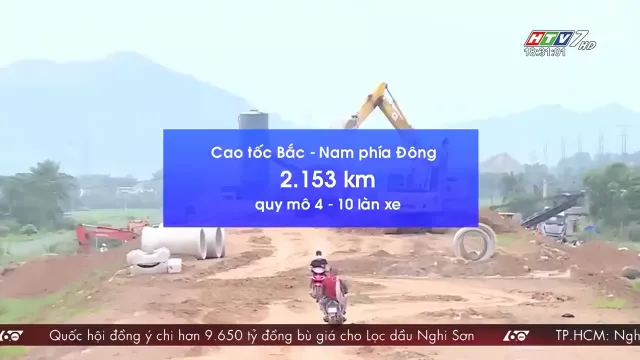 HTV7 HD
18:31:01
Cao tốc Bắc - Nam phía Đông
2.153 km
quy mô 4 - 10 làn xe
60 Quốc hội đồng ý chi hơn 9.650 tỷ đồng bù giá cho Lọc dầu Nghi Sơn 60 TP.HCM: Ngh